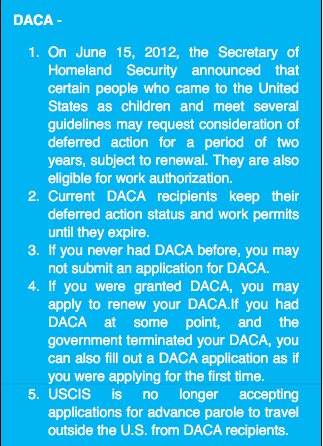 DACA -
1. On June 15, 2012, the Secretary of
Homeland Security announced that
certain people who came to the United
States as children and meet several
guidelines may request consideration of
deferred action for a period of two
years, subject to renewal. They are also
eligible for work authorization.
2. Current DACA recipients keep their
deferred action status and work permits
until they expire.
3. If you never had DACA before, you may
not submit an application for DACA.
4. If you were granted DACA, you may
apply to renew your DACA.If you had
DACA at some point, and the
government terminated your DACA, you
can also fill out a DACA application as if
you were applying for the first time.
5. USCIS is no longer accepting
applications for advance parole to travel
outside the U.S. from DACA recipients.